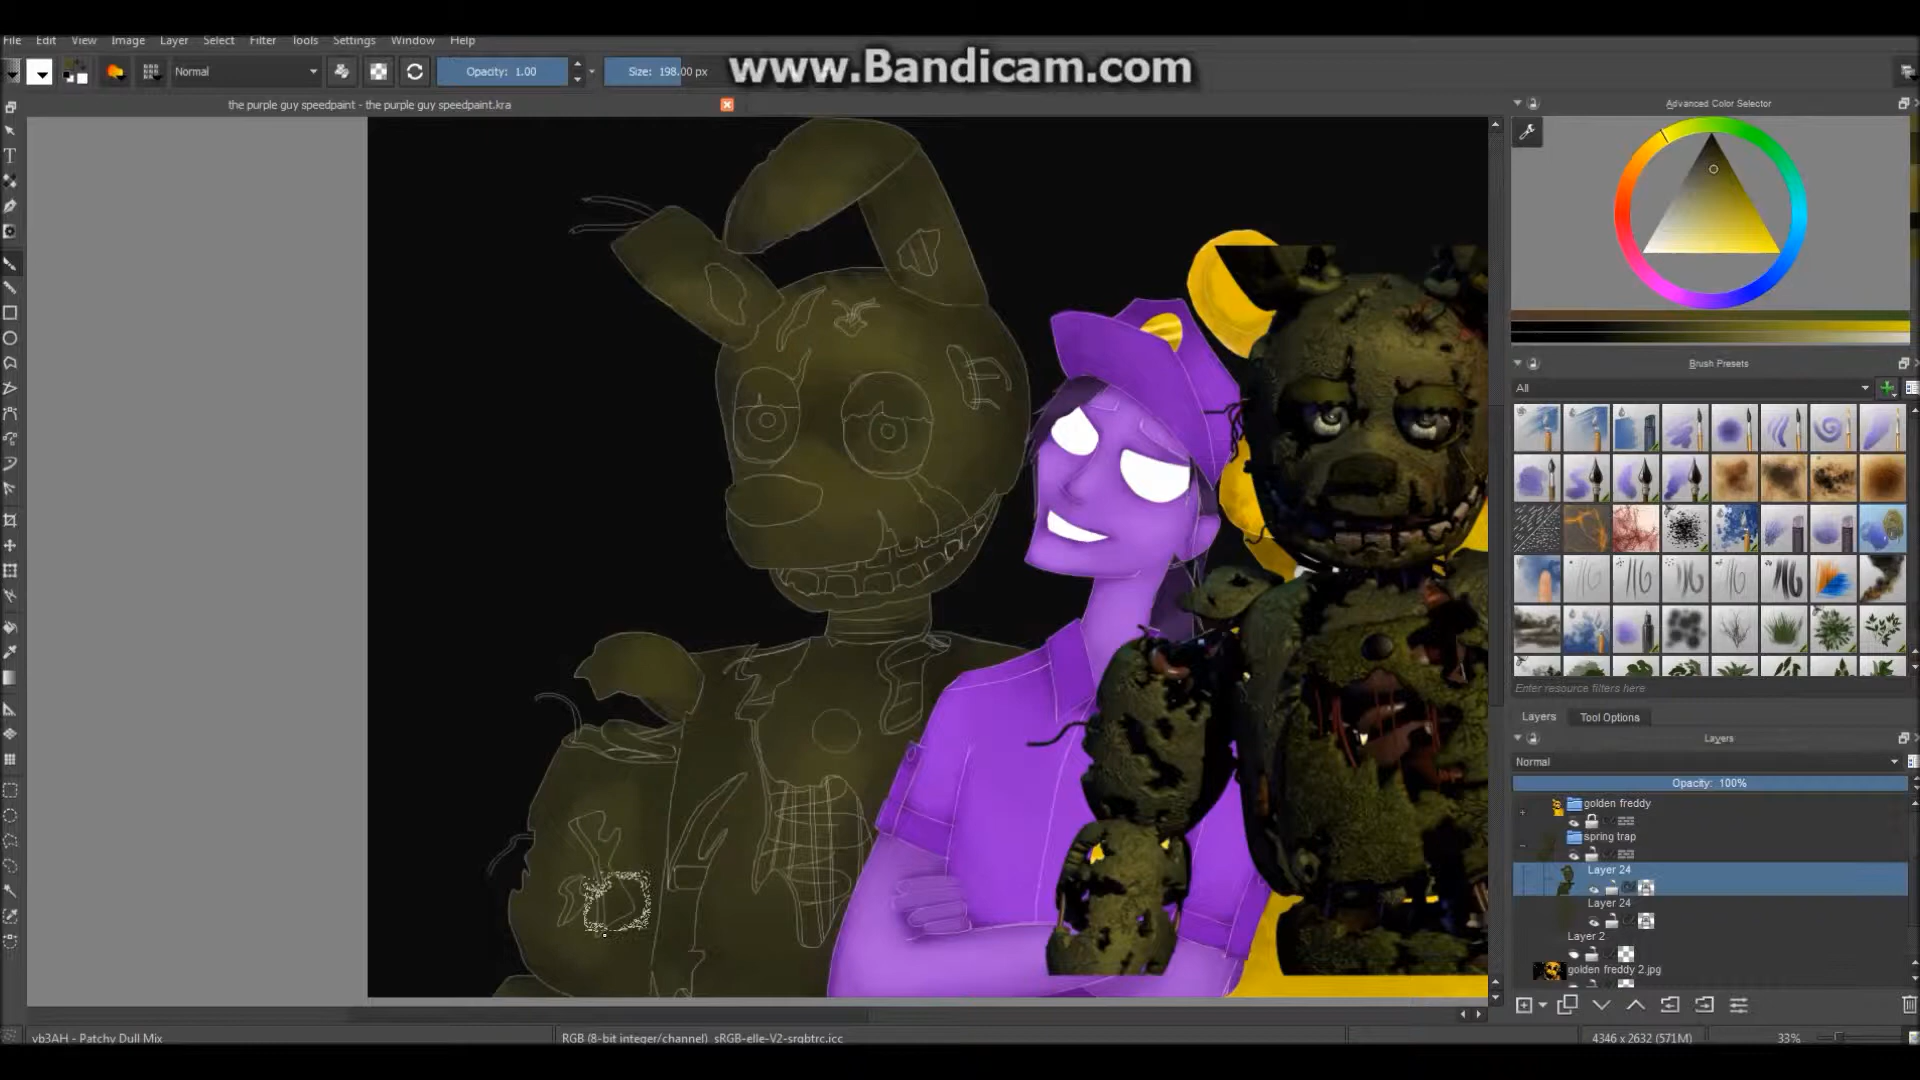 www.Bandicam.com
File Edit View Image Layer Select Filter Tools Settings Window Help
Normal Opacity: 1.00 Size: 198.00 px
the purple guy speedpaint - the purple guy speedpaint.kra
Advanced Color Selector
Brush Presets
All
Enter resource filters here
Layers Tool Options
Layers
Normal
Opacity: 100%
golden freddy
spring trap
Layer 24
Layer 24
Layer 2
golden freddy 2.jpg
vb3AH - Patchy Dull Mix RGB (8-bit integer/channel) sRGB-elle-V2-srgbtrc.icc 4346 x 2632 (571M) 33%